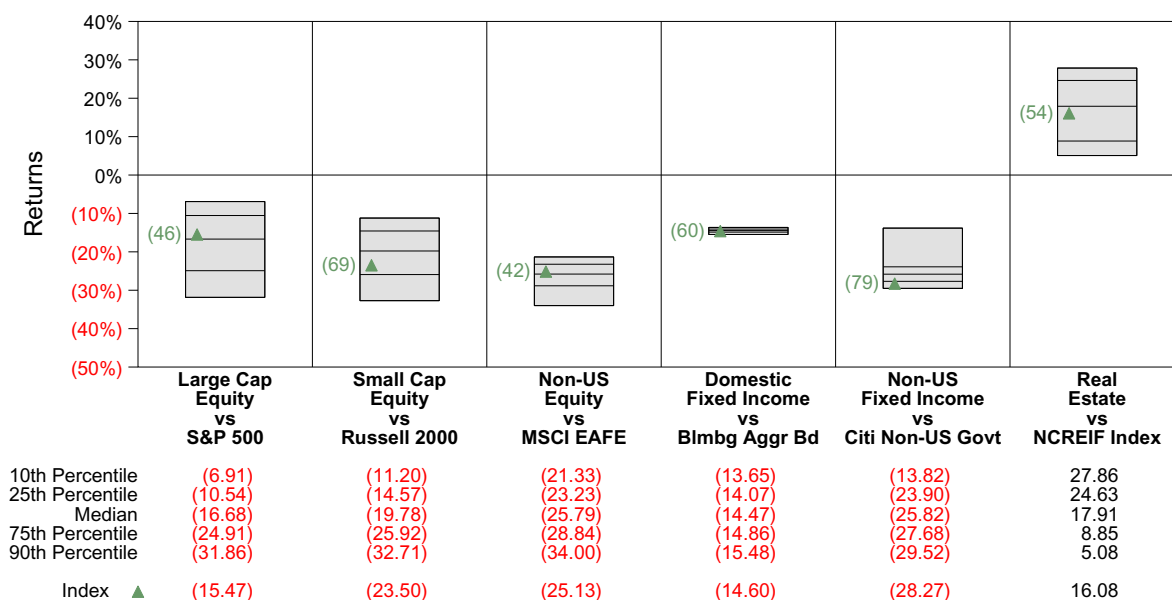 40%
30%
20%
10%
0%
(10%)
(20%)
(30%)
(40%)
(50%)
Returns
(46)
(69)
(42)
(60)
(79)
(54)
Large Cap
Equity
vs
S&P 500
Small Cap
Equity
vs
Russell 2000
Non-US
Equity
vs
MSCI EAFE
Domestic
Fixed Income
vs
Blmbg Aggr Bd
Non-US
Fixed Income
vs
Citi Non-US Govt
Real
Estate
vs
NCREIF Index
10th Percentile (6.91) (11.20) (21.33) (13.65) (13.82) 27.86
25th Percentile (10.54) (14.57) (23.23) (14.07) (23.90) 24.63
Median (16.68) (19.78) (25.79) (14.47) (25.82) 17.91
75th Percentile (24.91) (25.92) (28.84) (14.86) (27.68) 8.85
90th Percentile (31.86) (32.71) (34.00) (15.48) (29.52) 5.08
Index (15.47) (23.50) (25.13) (14.60) (28.27) 16.08